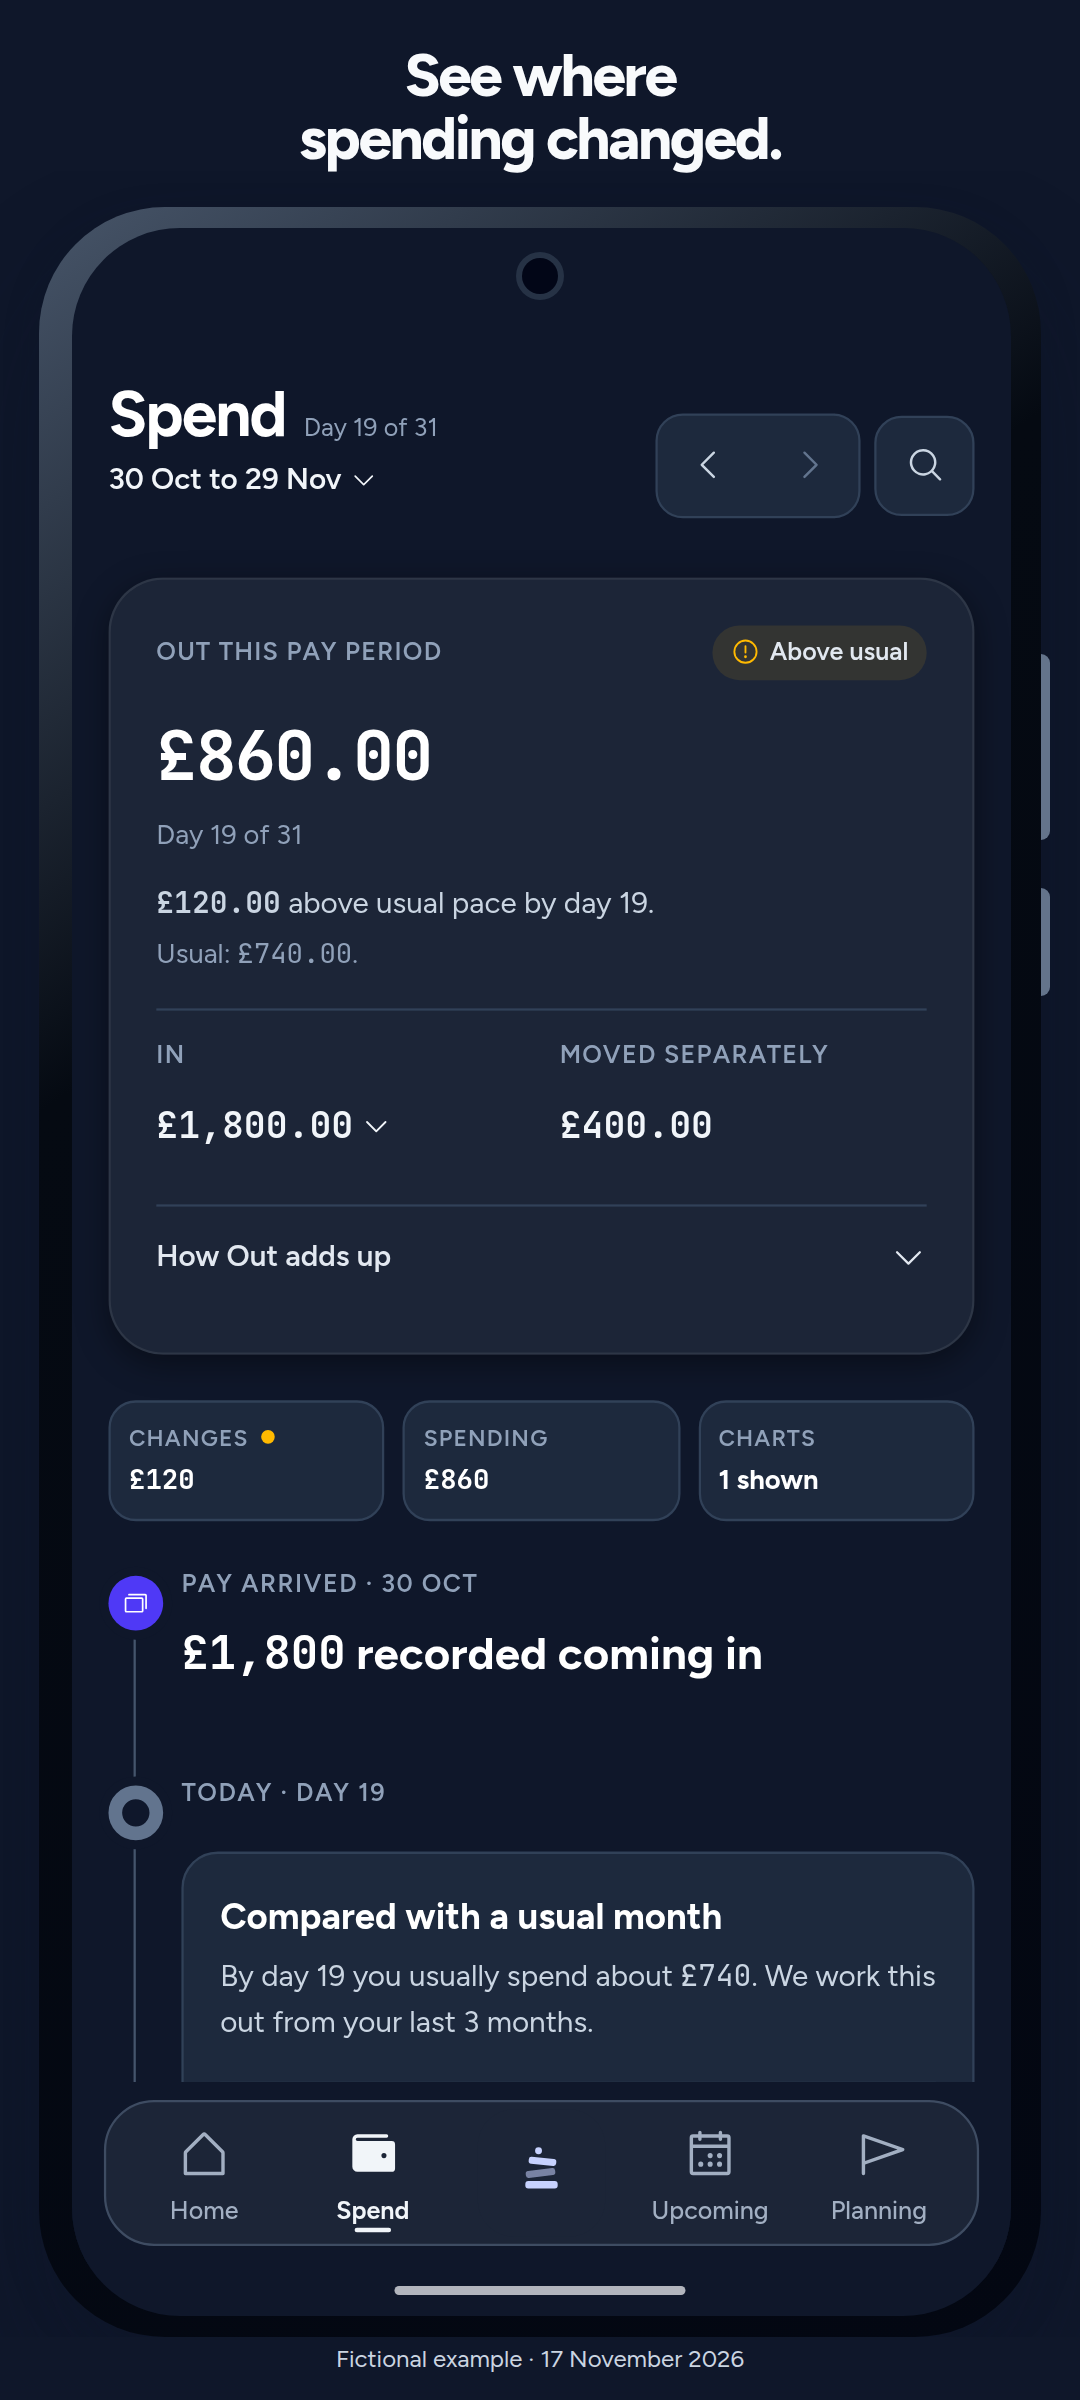 See where
spending changed.
Spend Day 19 of 31
30 Oct to 29 Nov
OUT THIS PAY PERIOD
Above usual
£860.00
Day 19 of 31
£120.00 above usual pace by day 19.
Usual: £740.00.
IN
MOVED SEPARATELY
£1,800.00
£400.00
How Out adds up
CHANGES
£120
SPENDING
£860
CHARTS
1 shown
PAY ARRIVED · 30 OCT
£1,800 recorded coming in
TODAY · DAY 19
Compared with a usual month
By day 19 you usually spend about £740. We work this
out from your last 3 months.
Home
Spend
Upcoming
Planning
Fictional example · 17 November 2026